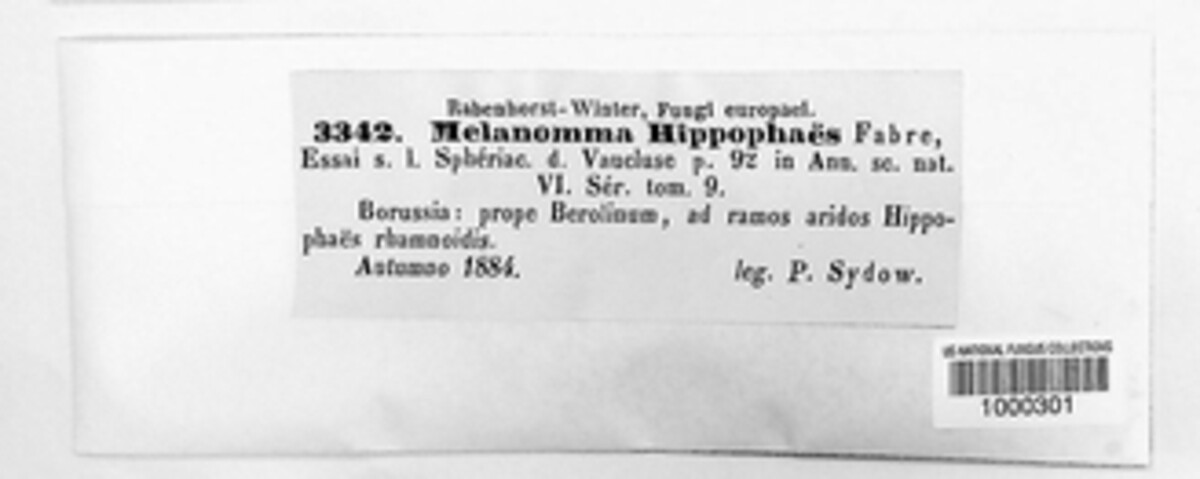 Rabenhorst-Winter, Fungi europaei.
3342. Melanomma Hippophaës Fabre,
Essai s. l. Sphériac. d. Vaucluse p. 92 in Ann. sc. nat.
VI. Sér. tom. 9.
Borussia: prope Berolinum, ad ramos aridos Hippo-
phaës rhamnoidis.
Autumno 1884. leg. P. Sydow.
US NATIONAL FUNGUS COLLECTIONS
1000301